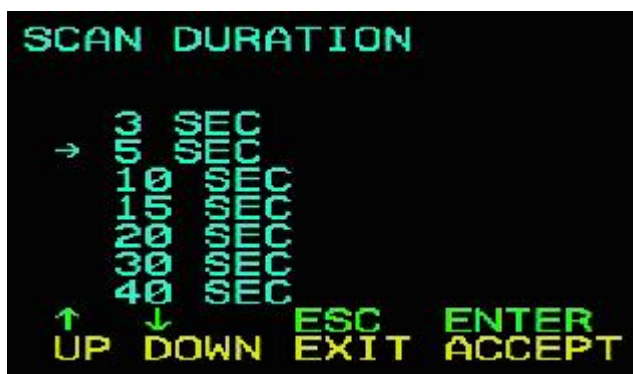 SCAN DURATION
3 SEC
→ 5 SEC
10 SEC
15 SEC
20 SEC
30 SEC
40 SEC
↑ ↓ ESC ENTER
UP DOWN EXIT ACCEPT